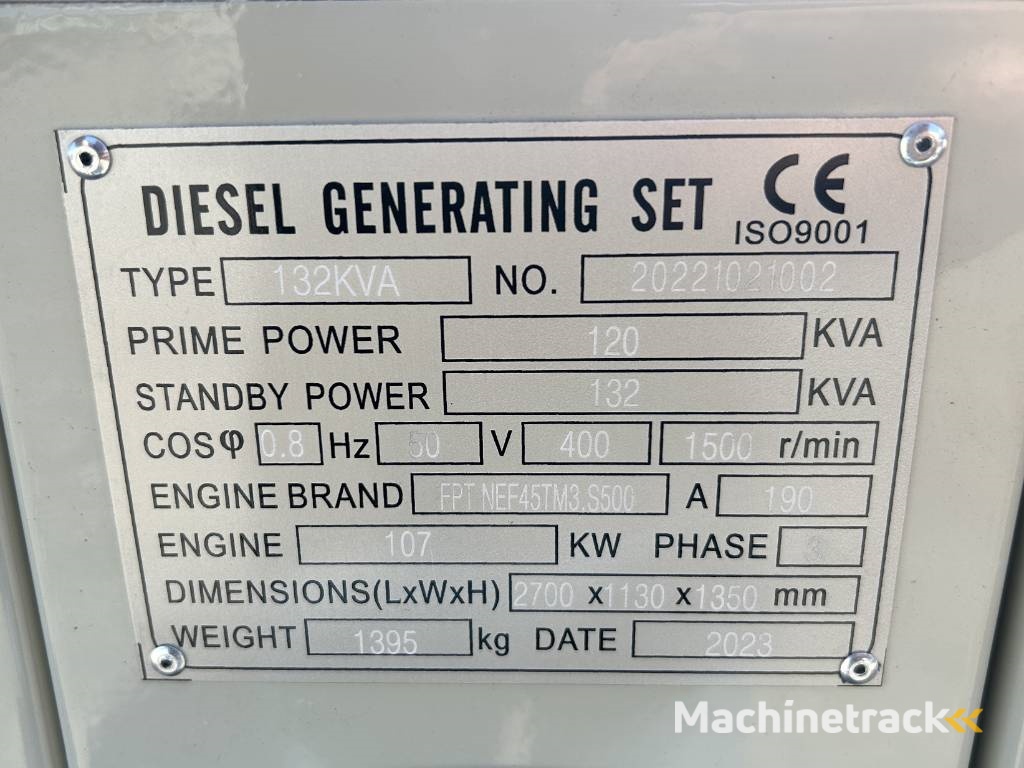 DIESEL GENERATING SET CE
ISO9001
TYPE 132KVA NO. 20221021002
PRIME POWER 120 KVA
STANDBY POWER 132 KVA
COSφ 0.8 Hz 50 V 400 1500 r/min
ENGINE BRAND FPT NEF45TM3.S500 A 190
ENGINE 107 KW PHASE 3
DIMENSIONS(LxWxH) 2700 x1130 x1350 mm
WEIGHT 1395 kg DATE 2023
Machinetrack